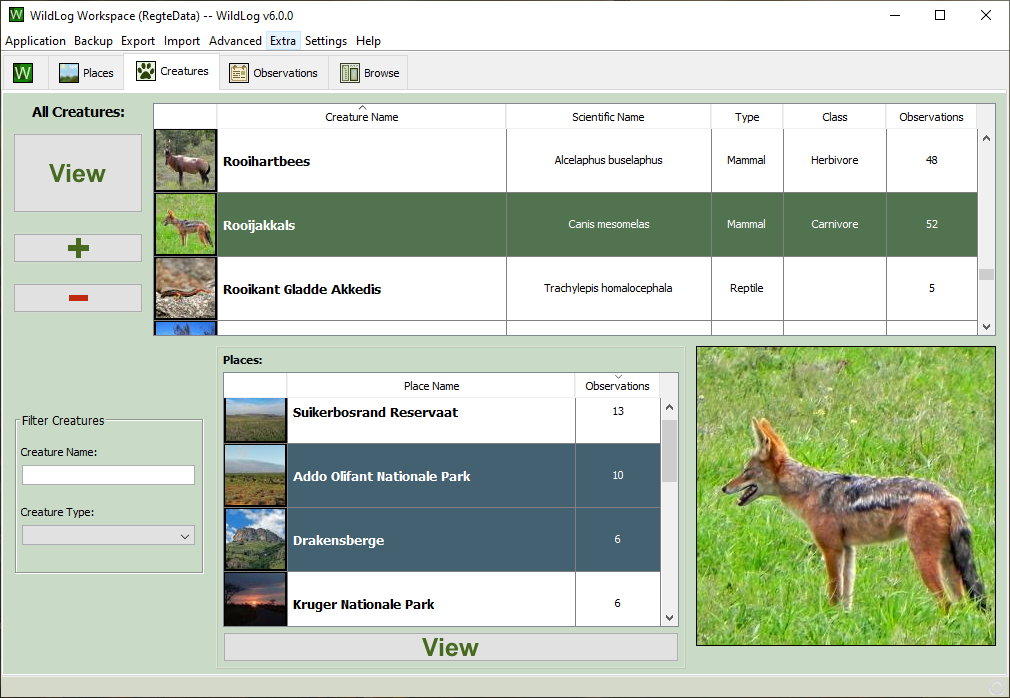 WildLog Workspace (RegteData) -- WildLog v6.0.0
Application Backup Export Import Advanced Extra Settings Help
W Places Creatures Observations Browse
All Creatures:
View
Creature Name Scientific Name Type Class Observations
Rooihartbees Alcelaphus buselaphus Mammal Herbivore 48
Rooijakkals Canis mesomelas Mammal Carnivore 52
Rooikant Gladde Akkedis Trachylepis homalocephala Reptile 5
Places:
Place Name Observations
Suikerbosrand Reservaat 13
Addo Olifant Nationale Park 10
Drakensberge 6
Kruger Nationale Park 6
View
Filter Creatures
Creature Name:
Creature Type: